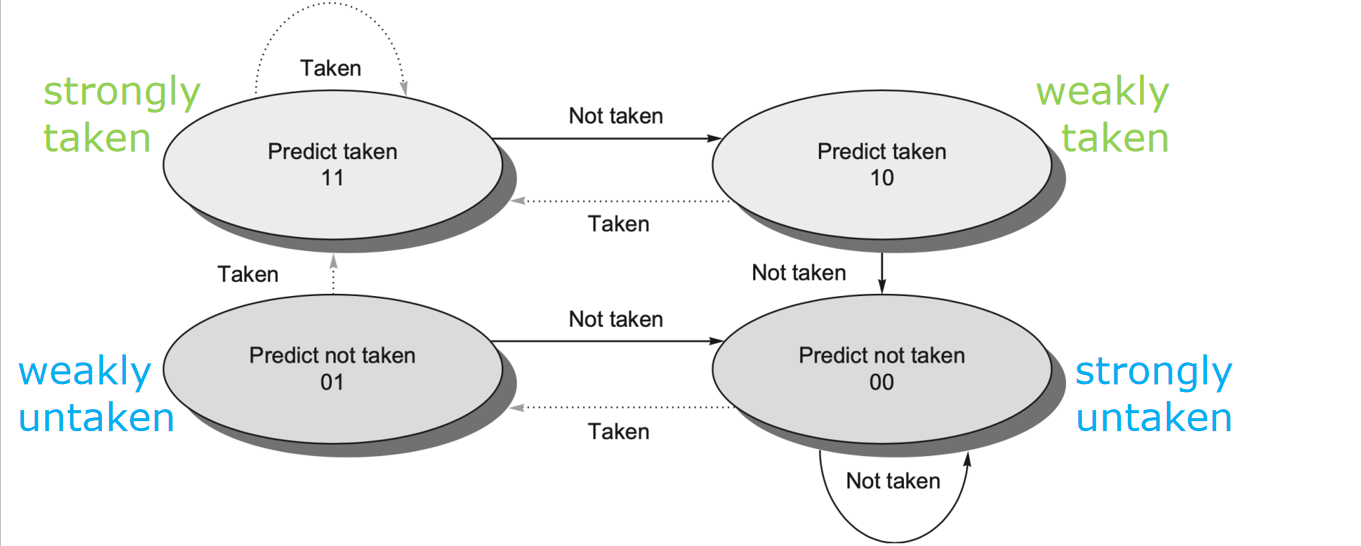 Taken
strongly
taken
Predict taken
11
Not taken
Predict taken
10
weakly
taken
Taken
Taken
Not taken
weakly
untaken
Predict not taken
01
Not taken
Predict not taken
00
strongly
untaken
Taken
Not taken